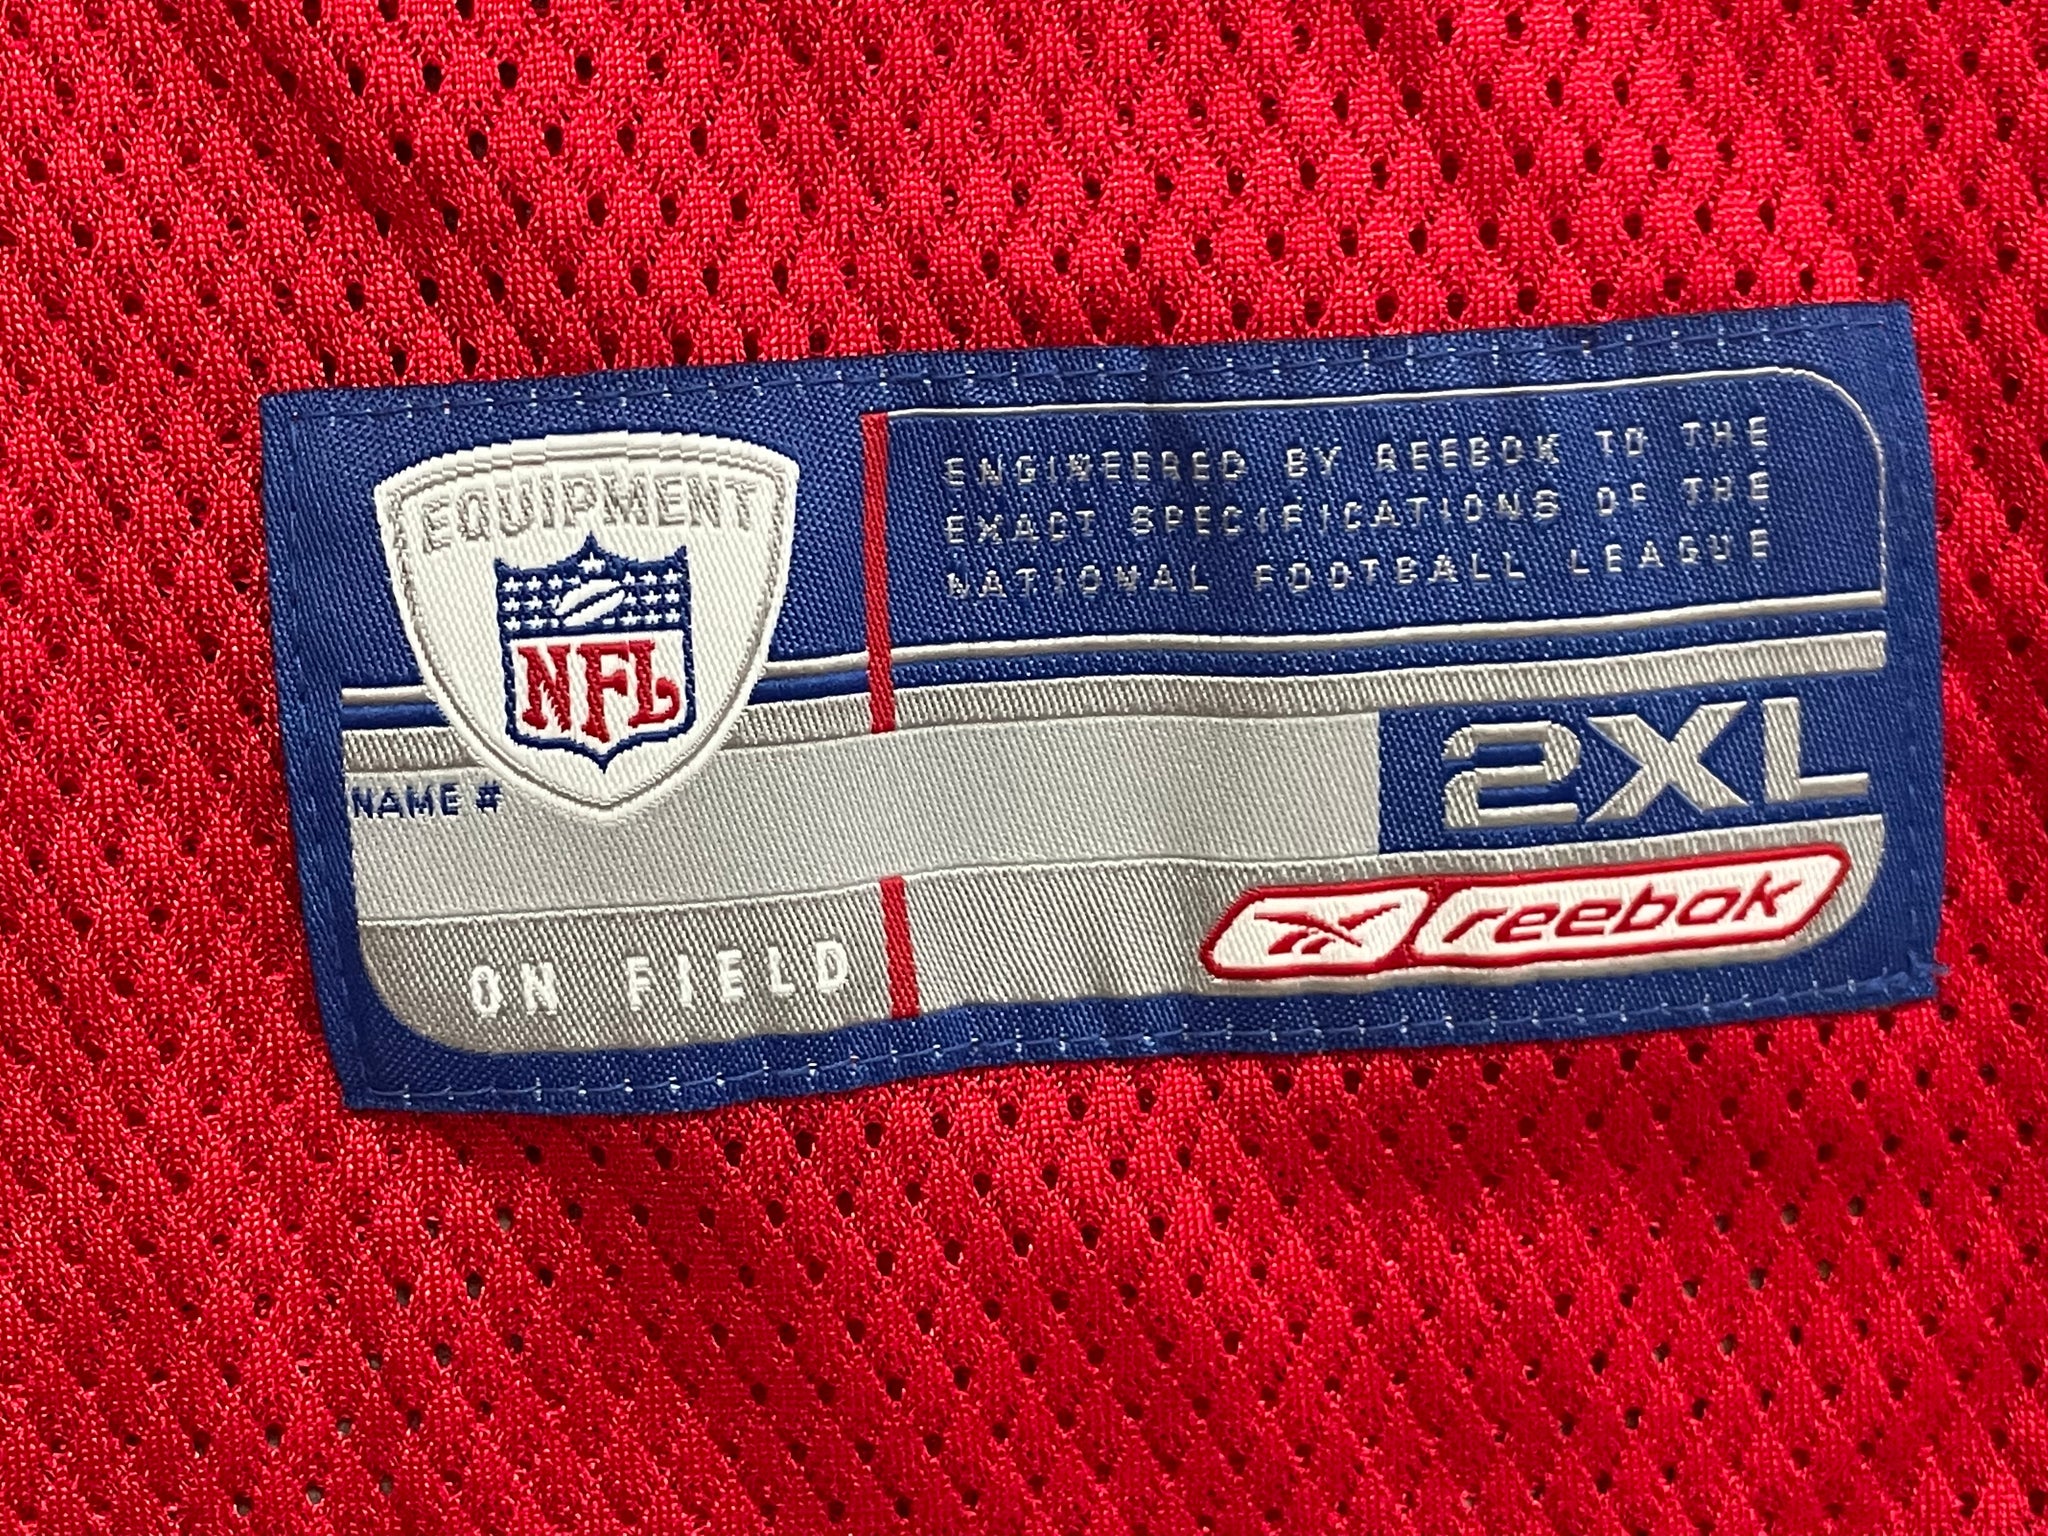 EQUIPMENT
NFL
ENGINEERED BY REEBOK TO THE
EXACT SPECIFICATIONS OF THE
NATIONAL FOOTBALL LEAGUE
NAME #
2XL
ON FIELD
reebok